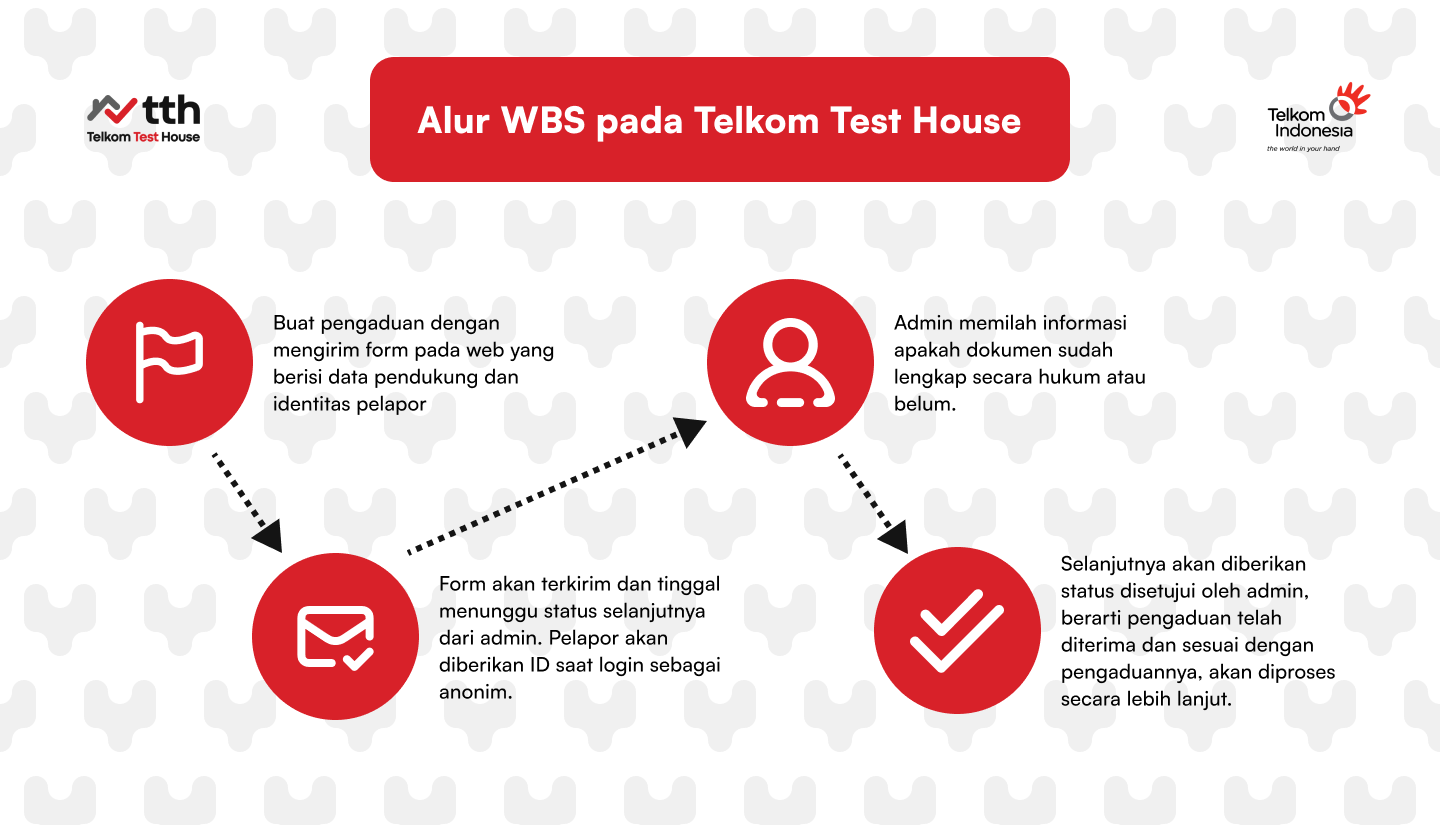 tth
Telkom Test House
Alur WBS pada Telkom Test House
Telkom
Indonesia
the world in your hand
Buat pengaduan dengan
mengirim form pada web yang
berisi data pendukung dan
identitas pelapor
Form akan terkirim dan tinggal
menunggu status selanjutnya
dari admin. Pelapor akan
diberikan ID saat login sebagai
anonim.
Admin memilah informasi
apakah dokumen sudah
lengkap secara hukum atau
belum.
Selanjutnya akan diberikan
status disetujui oleh admin,
berarti pengaduan telah
diterima dan sesuai dengan
pengaduannya, akan diproses
secara lebih lanjut.